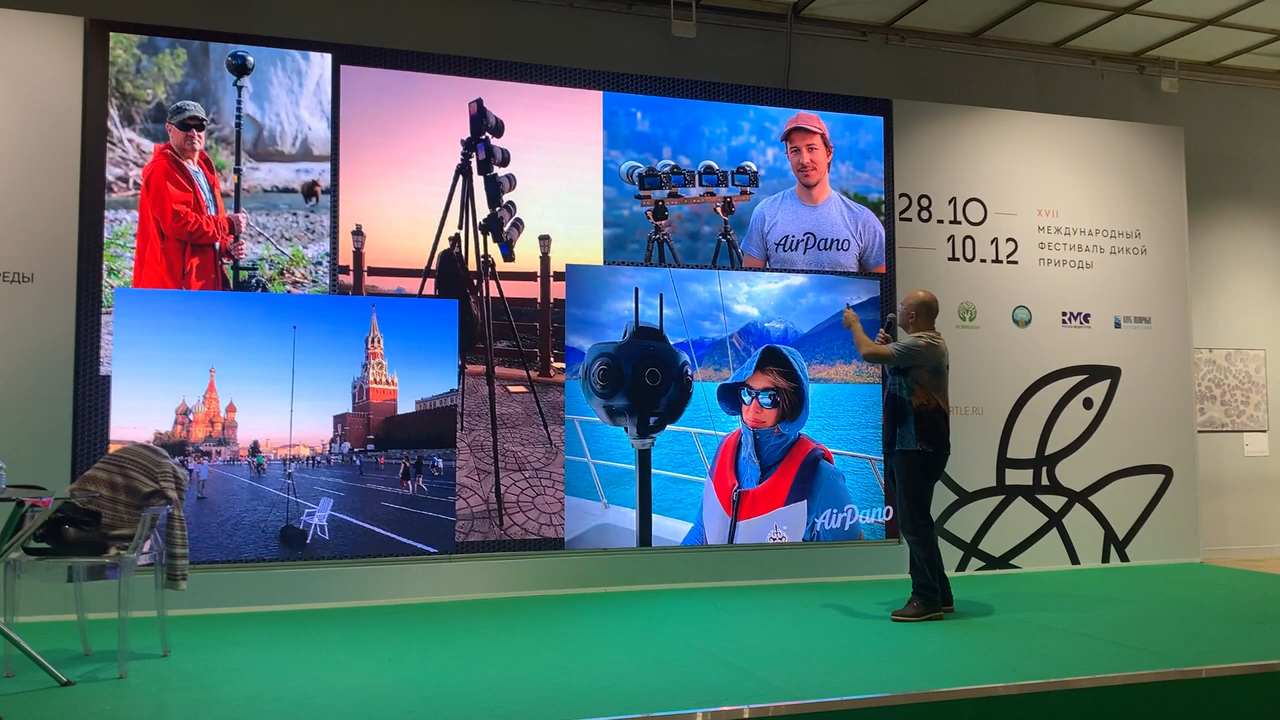 РЕДЫ
AirPano
AirPano
28.10
10.12
XVII
МЕЖДУНАРОДНЫЙ
ФЕСТИВАЛЬ ДИКОЙ
ПРИРОДЫ
RMG
RTLE.RU